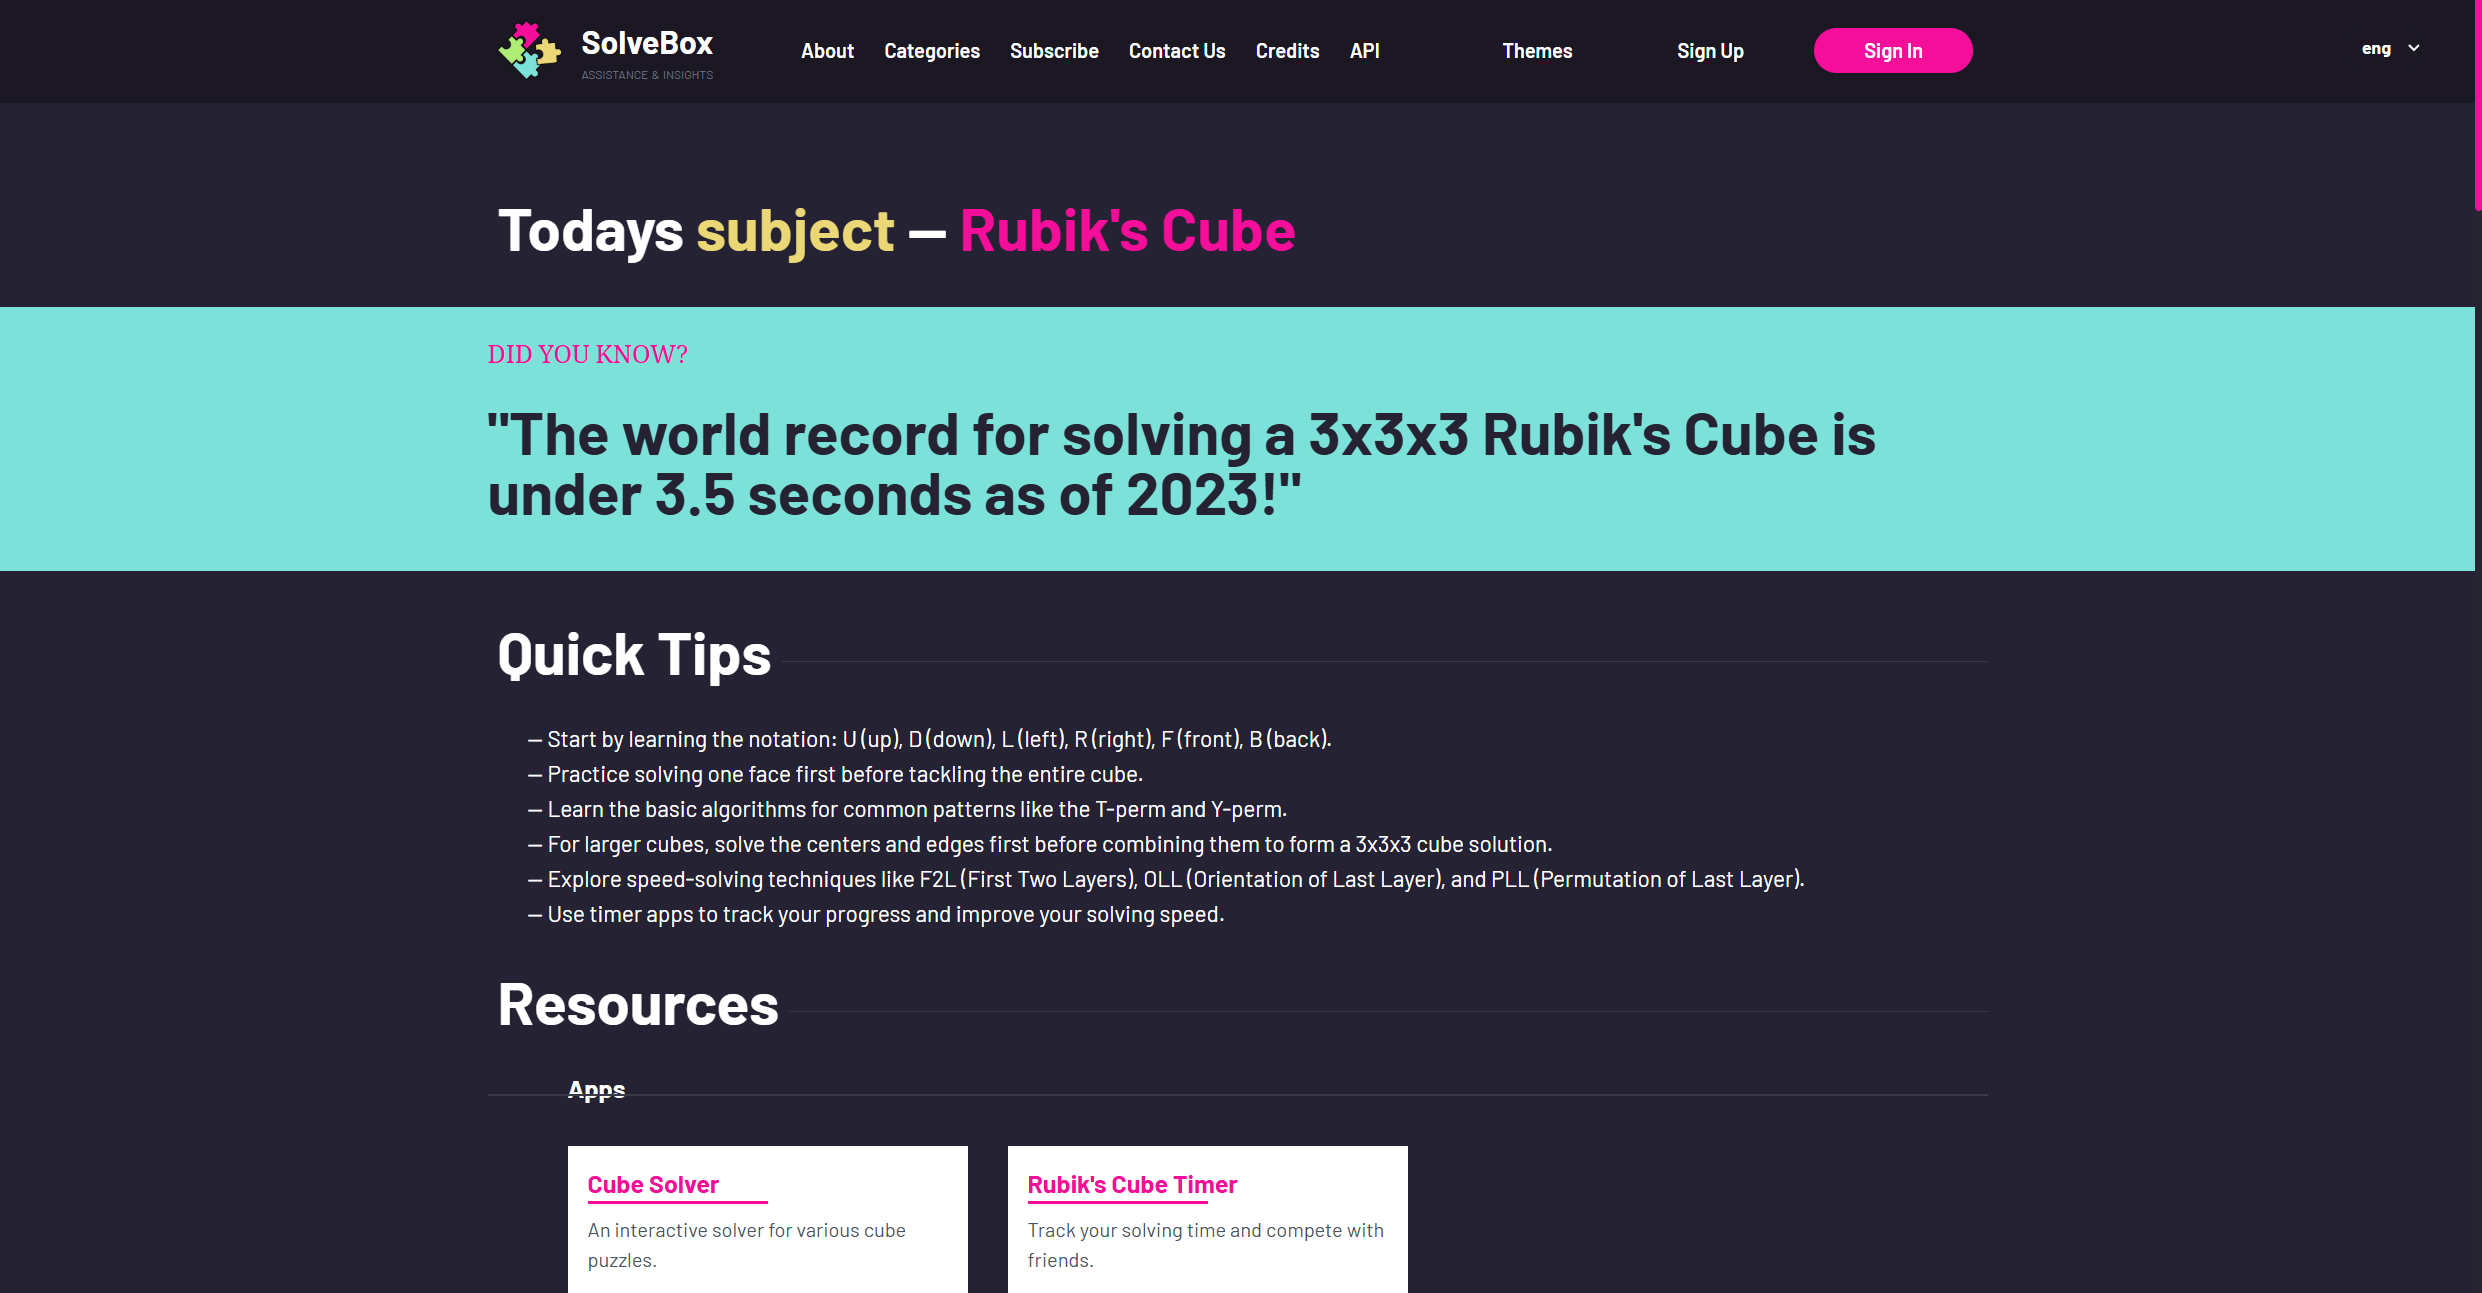 SolveBox
ASSISTANCE & INSIGHTS
About Categories Subscribe Contact Us Credits API Themes Sign Up Sign In eng
Todays subject — Rubik's Cube
DID YOU KNOW?
"The world record for solving a 3x3x3 Rubik's Cube is
under 3.5 seconds as of 2023!"
Quick Tips
— Start by learning the notation: U (up), D (down), L (left), R (right), F (front), B (back).
— Practice solving one face first before tackling the entire cube.
— Learn the basic algorithms for common patterns like the T-perm and Y-perm.
— For larger cubes, solve the centers and edges first before combining them to form a 3x3x3 cube solution.
— Explore speed-solving techniques like F2L (First Two Layers), OLL (Orientation of Last Layer), and PLL (Permutation of Last Layer).
— Use timer apps to track your progress and improve your solving speed.
Resources
Apps
Cube Solver
An interactive solver for various cube
puzzles.
Rubik's Cube Timer
Track your solving time and compete with
friends.